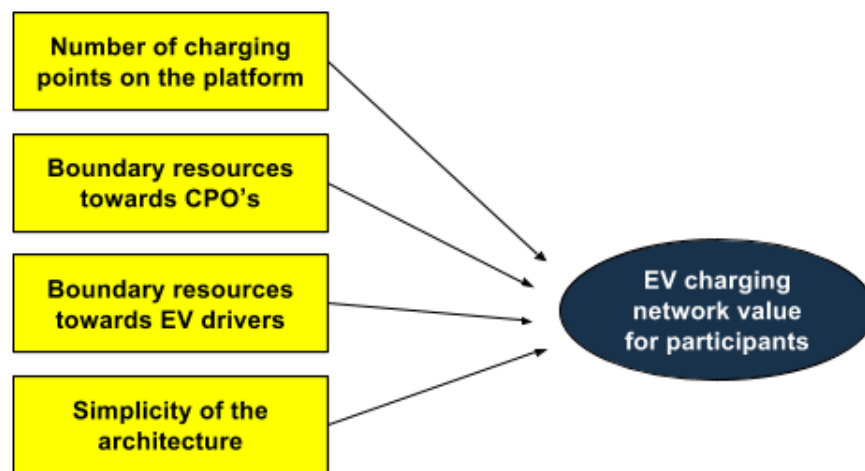 Number of charging
points on the platform
Boundary resources
towards CPO’s
Boundary resources
towards EV drivers
Simplicity of the
architecture
EV charging
network value
for participants